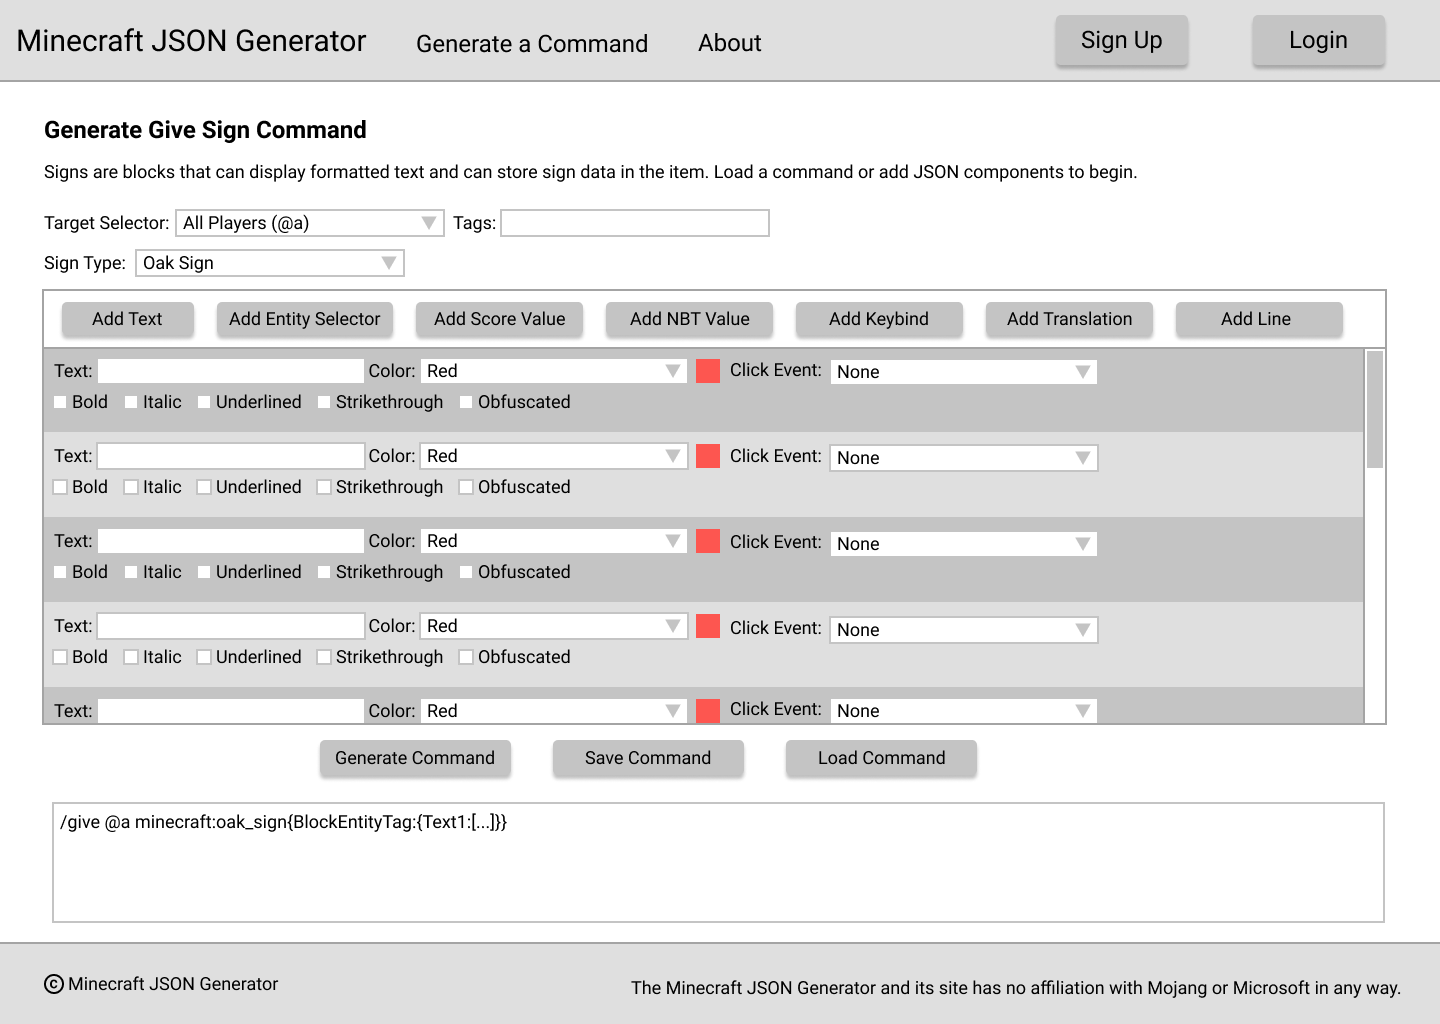 Minecraft JSON Generator Generate a Command About Sign Up Login
Generate Give Sign Command
Signs are blocks that can display formatted text and can store sign data in the item. Load a command or add JSON components to begin.
Target Selector: All Players (@a) Tags:
Sign Type: Oak Sign
Add Text Add Entity Selector Add Score Value Add NBT Value Add Keybind Add Translation Add Line
Text: Color: Red Click Event: None
Bold Italic Underlined Strikethrough Obfuscated
Text: Color: Red Click Event: None
Bold Italic Underlined Strikethrough Obfuscated
Text: Color: Red Click Event: None
Bold Italic Underlined Strikethrough Obfuscated
Text: Color: Red Click Event: None
Bold Italic Underlined Strikethrough Obfuscated
Text: Color: Red Click Event: None
Generate Command Save Command Load Command
/give @a minecraft:oak_sign{BlockEntityTag:{Text1:[...]}}
© Minecraft JSON Generator
The Minecraft JSON Generator and its site has no affiliation with Mojang or Microsoft in any way.